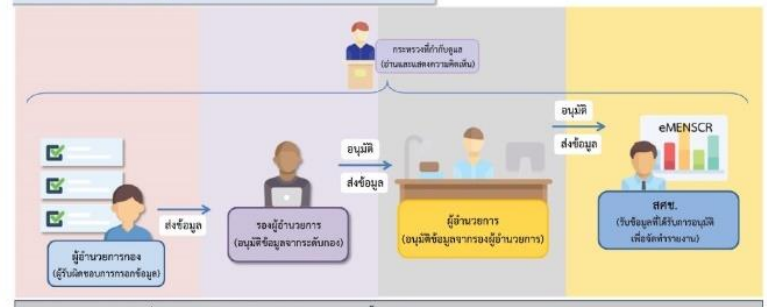 กระทรวงที่กำกับดูแล
(อ่านและแสดงความคิดเห็น)
อนุมัติ
ส่งข้อมูล
eMENSCR
อนุมัติ
ส่งข้อมูล
ส่งข้อมูล
ผู้อำนวยการกอง
(ผู้รับผิดชอบการกรอกข้อมูล)
รองผู้อำนวยการ
(อนุมัติข้อมูลจากระดับกอง)
ผู้อำนวยการ
(อนุมัติข้อมูลจากรองผู้อำนวยการ)
สศช.
(รับข้อมูลที่ได้รับการอนุมัติ
เพื่อจัดทำรายงาน)